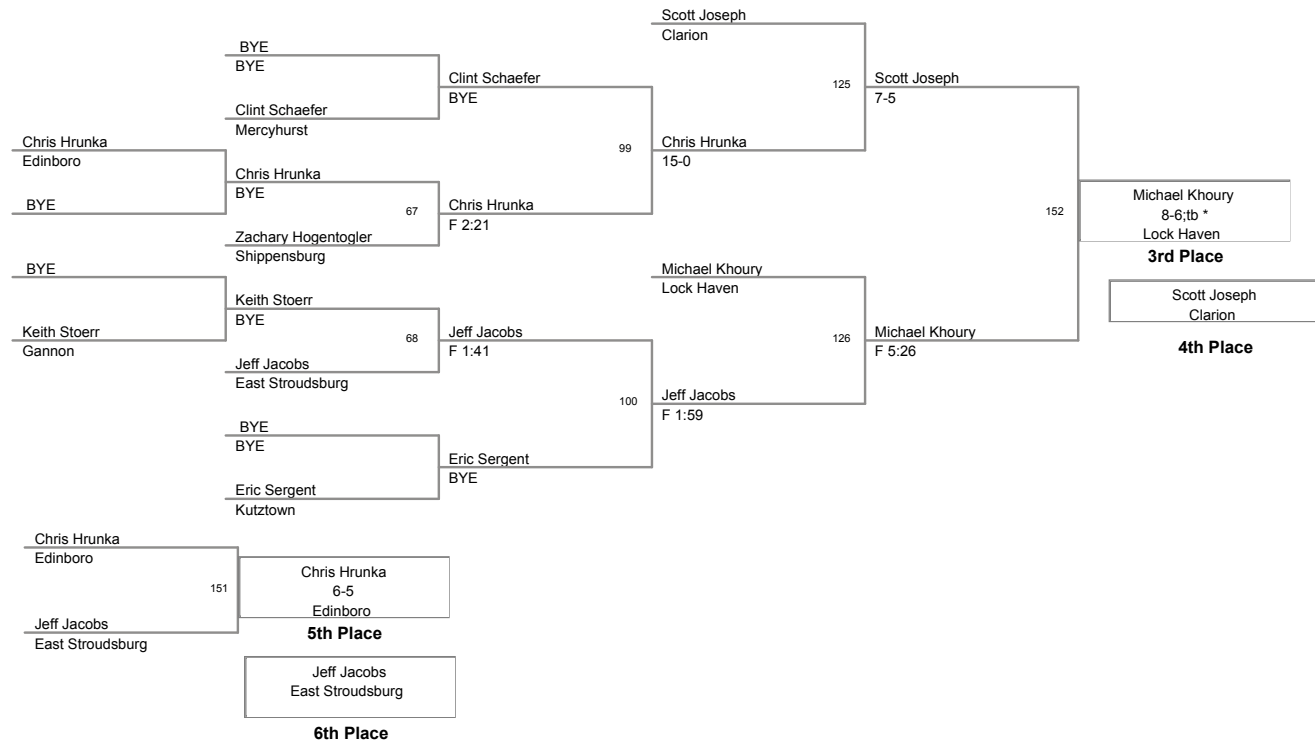 Scott Joseph
Clarion
BYE
BYE
Clint Schaefer
BYE
125
Scott Joseph
7-5
Clint Schaefer
Mercyhurst
Chris Hrunka
Edinboro
99
Chris Hrunka
15-0
Chris Hrunka
BYE
BYE
67
Chris Hrunka
F 2:21
152
Michael Khoury
8-6;tb *
Lock Haven
3rd Place
Zachary Hogentogler
Shippensburg
BYE
Michael Khoury
Lock Haven
Scott Joseph
Clarion
4th Place
Keith Stoerr
BYE
Keith Stoerr
Gannon
68
Jeff Jacobs
F 1:41
126
Michael Khoury
F 5:26
Jeff Jacobs
East Stroudsburg
100
Jeff Jacobs
F 1:59
BYE
BYE
Eric Sergent
BYE
Eric Sergent
Kutztown
Chris Hrunka
Edinboro
151
Chris Hrunka
6-5
Edinboro
5th Place
Jeff Jacobs
East Stroudsburg
Jeff Jacobs
East Stroudsburg
6th Place